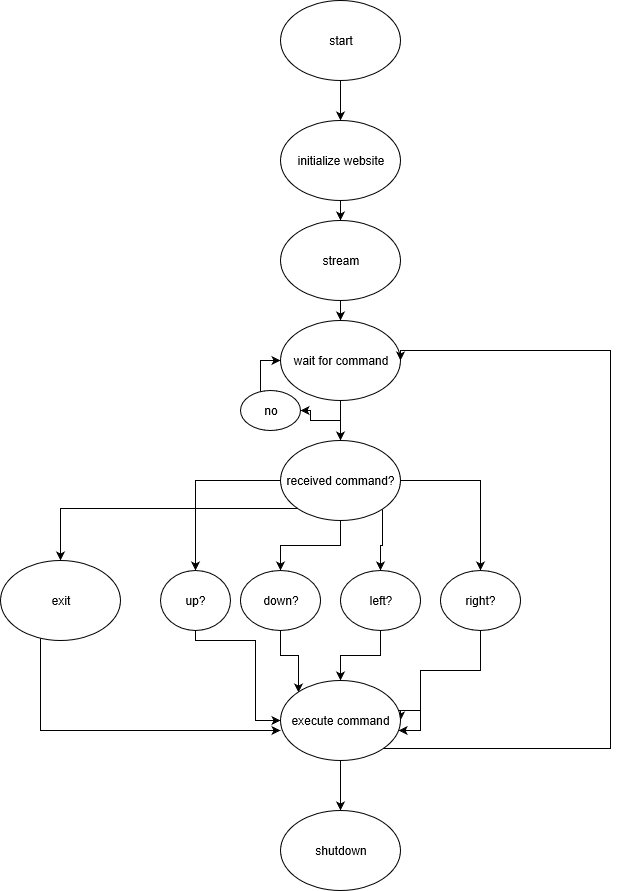 start
initialize website
stream
wait for command
no
received command?
exit
up?
down?
left?
right?
execute command
shutdown